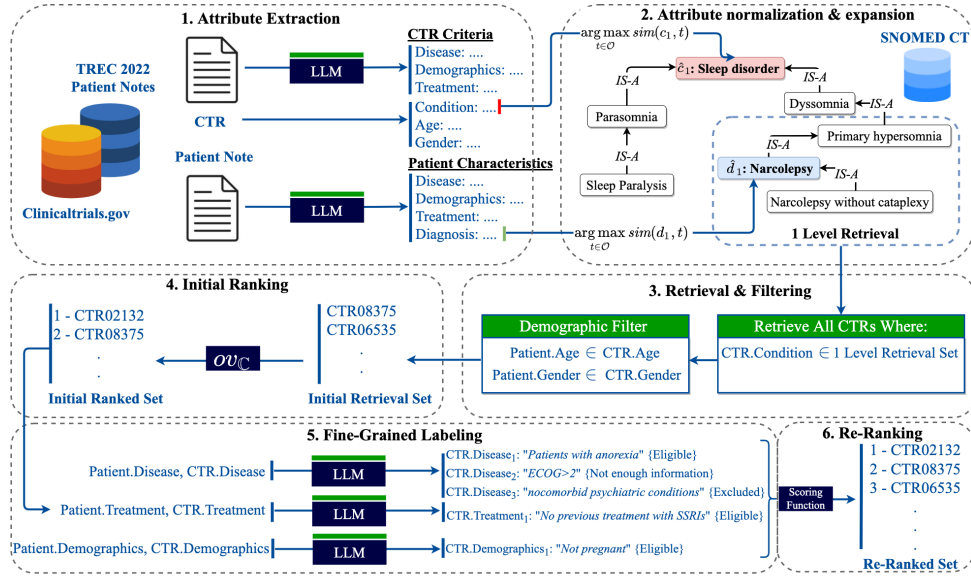 1. Attribute Extraction
TREC 2022
Patient Notes
Clinicaltrials.gov
CTR
LLM
CTR Criteria
Disease: ....
Demographics: ....
Treatment: ....
Condition: ....
Age: ....
Gender: ....
Patient Note
LLM
Patient Characteristics
Disease: ....
Demographics: ....
Treatment: ....
Diagnosis: ....
2. Attribute normalization & expansion
SNOMED CT
arg max sim(c₁, t)
t∈𝒪
ĉ₁: Sleep disorder
IS-A
IS-A
Parasomnia
Dyssomnia
IS-A
IS-A
Primary hypersomnia
IS-A
d̂₁: Narcolepsy
IS-A
Sleep Paralysis
Narcolepsy without cataplexy
1 Level Retrieval
arg max sim(d₁, t)
t∈𝒪
3. Retrieval & Filtering
Retrieve All CTRs Where:
CTR.Condition ∈ 1 Level Retrieval Set
Demographic Filter
Patient.Age ∈ CTR.Age
Patient.Gender ∈ CTR.Gender
4. Initial Ranking
1 - CTR02132
2 - CTR08375
.
.
Initial Ranked Set
OVℂ
CTR08375
CTR06535
.
.
Initial Retrieval Set
5. Fine-Grained Labeling
Patient.Disease, CTR.Disease
LLM
CTR.Disease₁: "Patients with anorexia" {Eligible}
CTR.Disease₂: "ECOG>2" {Not enough information}
CTR.Disease₃: "nocomorbid psychiatric conditions" {Excluded}
Patient.Treatment, CTR.Treatment
LLM
CTR.Treatment₁: "No previous treatment with SSRIs" {Eligible}
Patient.Demographics, CTR.Demographics
LLM
CTR.Demographics₁: "Not pregnant" {Eligible}
6. Re-Ranking
Scoring
Function
1 - CTR02132
2 - CTR08375
3 - CTR06535
.
.
.
Re-Ranked Set